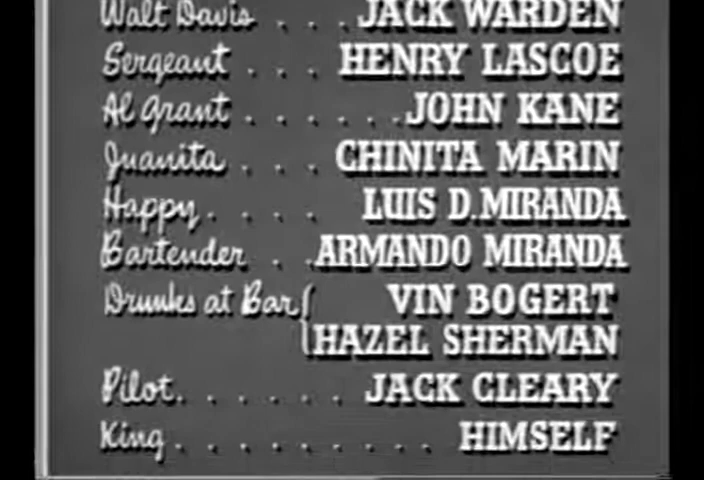 Walt Davis . . . JACK WARDEN
Sergeant . . . HENRY LASCOE
Al Grant . . . . . . JOHN KANE
Juanita . . . CHINITA MARIN
Happy . . . . LUIS D. MIRANDA
Bartender . . ARMANDO MIRANDA
Drunks at Bar { VIN BOGERT
HAZEL SHERMAN
Pilot . . . . . . JACK CLEARY
King . . . . . . . . . HIMSELF